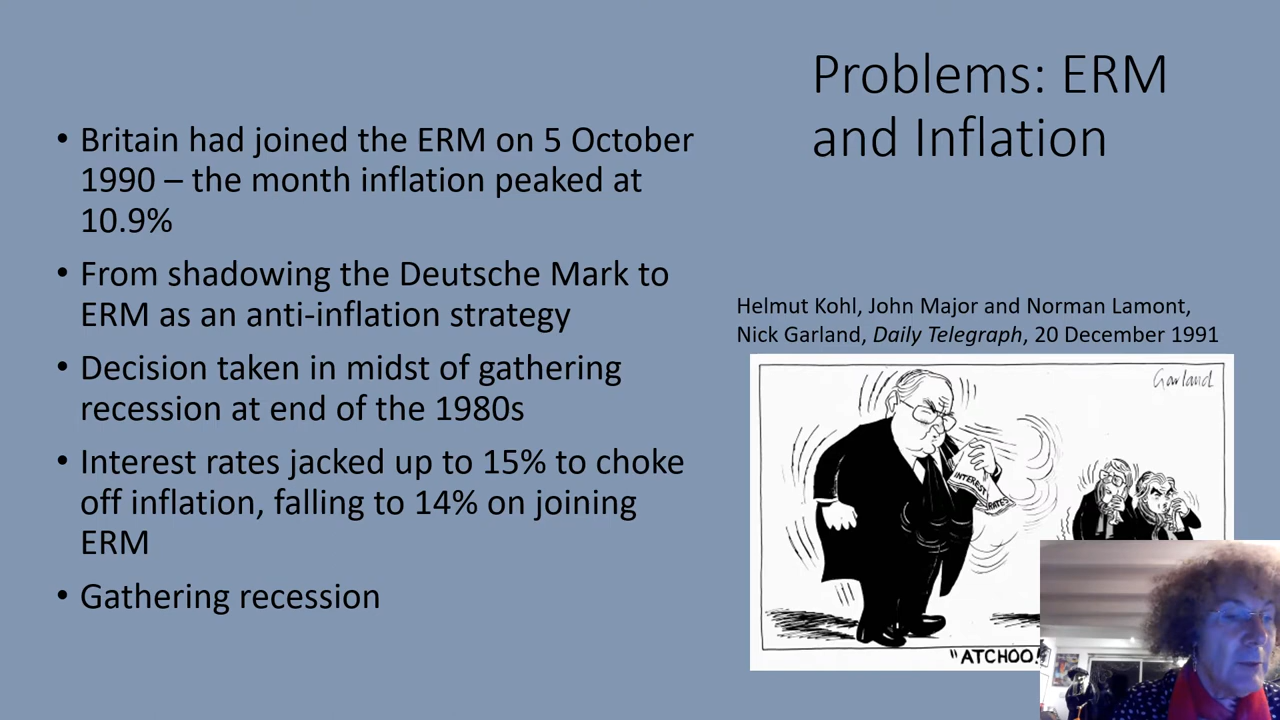 Problems: ERM
and Inflation
• Britain had joined the ERM on 5 October
1990 – the month inflation peaked at
10.9%
• From shadowing the Deutsche Mark to
ERM as an anti-inflation strategy
• Decision taken in midst of gathering
recession at end of the 1980s
• Interest rates jacked up to 15% to choke
off inflation, falling to 14% on joining
ERM
• Gathering recession
Helmut Kohl, John Major and Norman Lamont,
Nick Garland, Daily Telegraph, 20 December 1991
Garland
INTEREST
RATES
"ATCHOO!